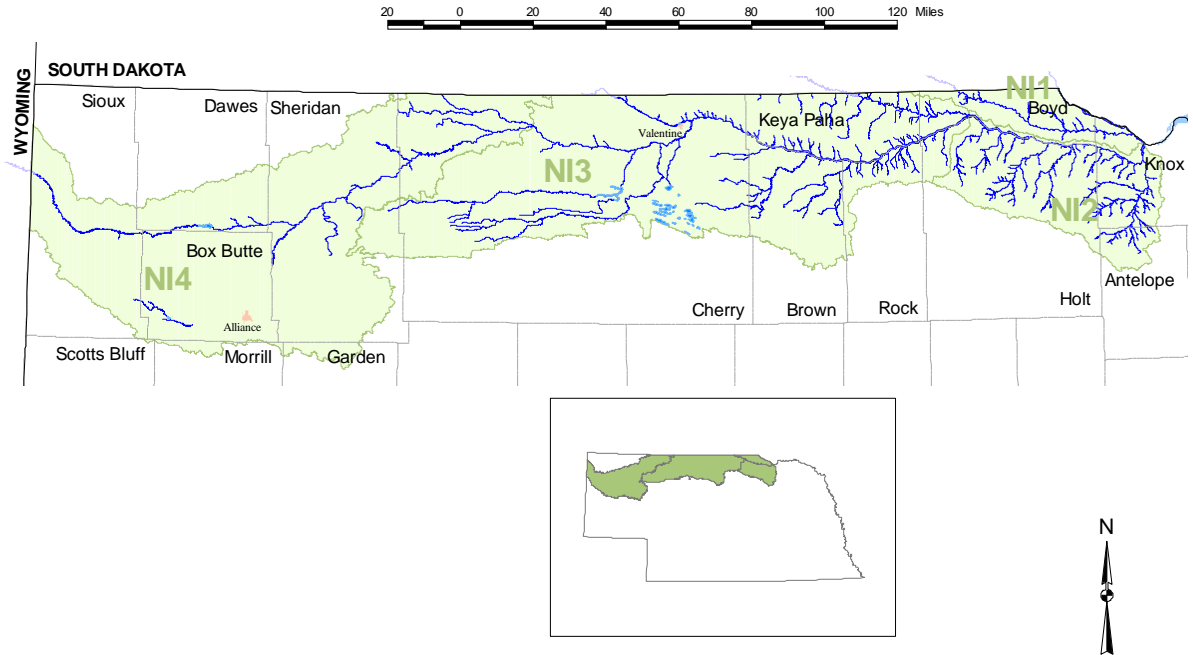 20 0 20 40 60 80 100 120 Miles
SOUTH DAKOTA
WYOMING
NI1
Sioux
Dawes
Sheridan
Boyd
Keya Paha
Valentine
Knox
NI3
NI2
Box Butte
NI4
Antelope
Cherry
Brown
Rock
Holt
Alliance
Scotts Bluff
Morrill
Garden
N